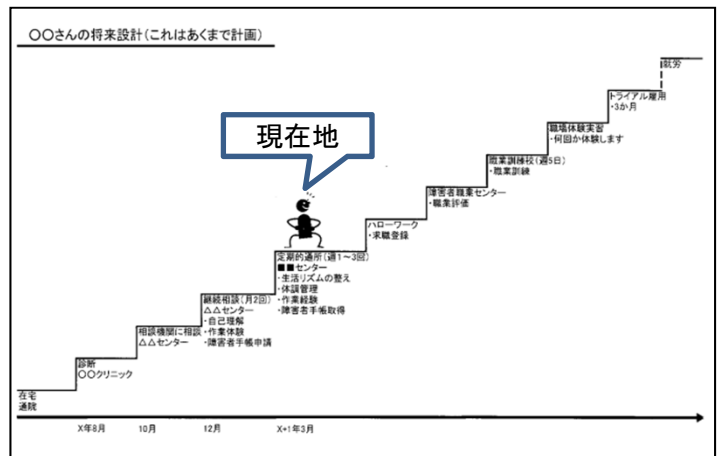 〇〇さんの将来設計(これはあくまで計画)
現在地
就労
トライアル雇用
・3か月
職場体験実習
・何回か体験します
職業訓練校(週5日)
・職業訓練
障害者職業センター
・職業評価
ハローワーク
・求職登録
定期的通所(週1～3回)
■■センター
・生活リズムの整え
・体調管理
・作業経験
・障害者手帳取得
継続相談(月2回)
△△センター
・自己理解
・作業体験
・障害者手帳申請
相談機関に相談
△△センター
診断
〇〇クリニック
在宅
通院
X年8月
10月
12月
X+1年3月